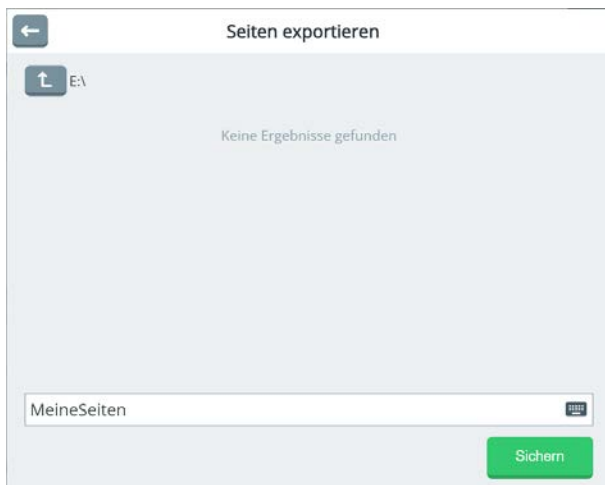 Seiten exportieren
E:\
Keine Ergebnisse gefunden
MeineSeiten
Sichern